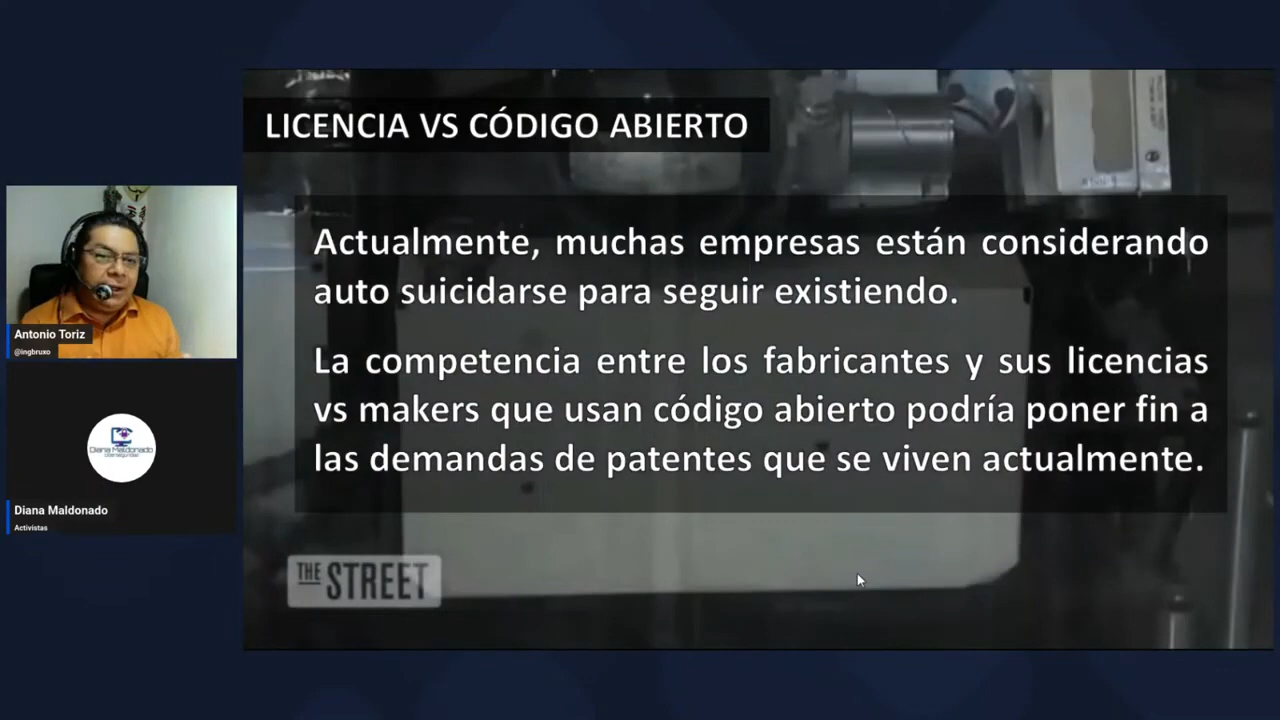 LICENCIA VS CÓDIGO ABIERTO
Actualmente, muchas empresas están considerando
auto suicidarse para seguir existiendo.
La competencia entre los fabricantes y sus licencias
vs makers que usan código abierto podría poner fin a
las demandas de patentes que se viven actualmente.
THE STREET
Antonio Toriz
@ingbruxo
Diana Maldonado
Diana Maldonado
Activistas